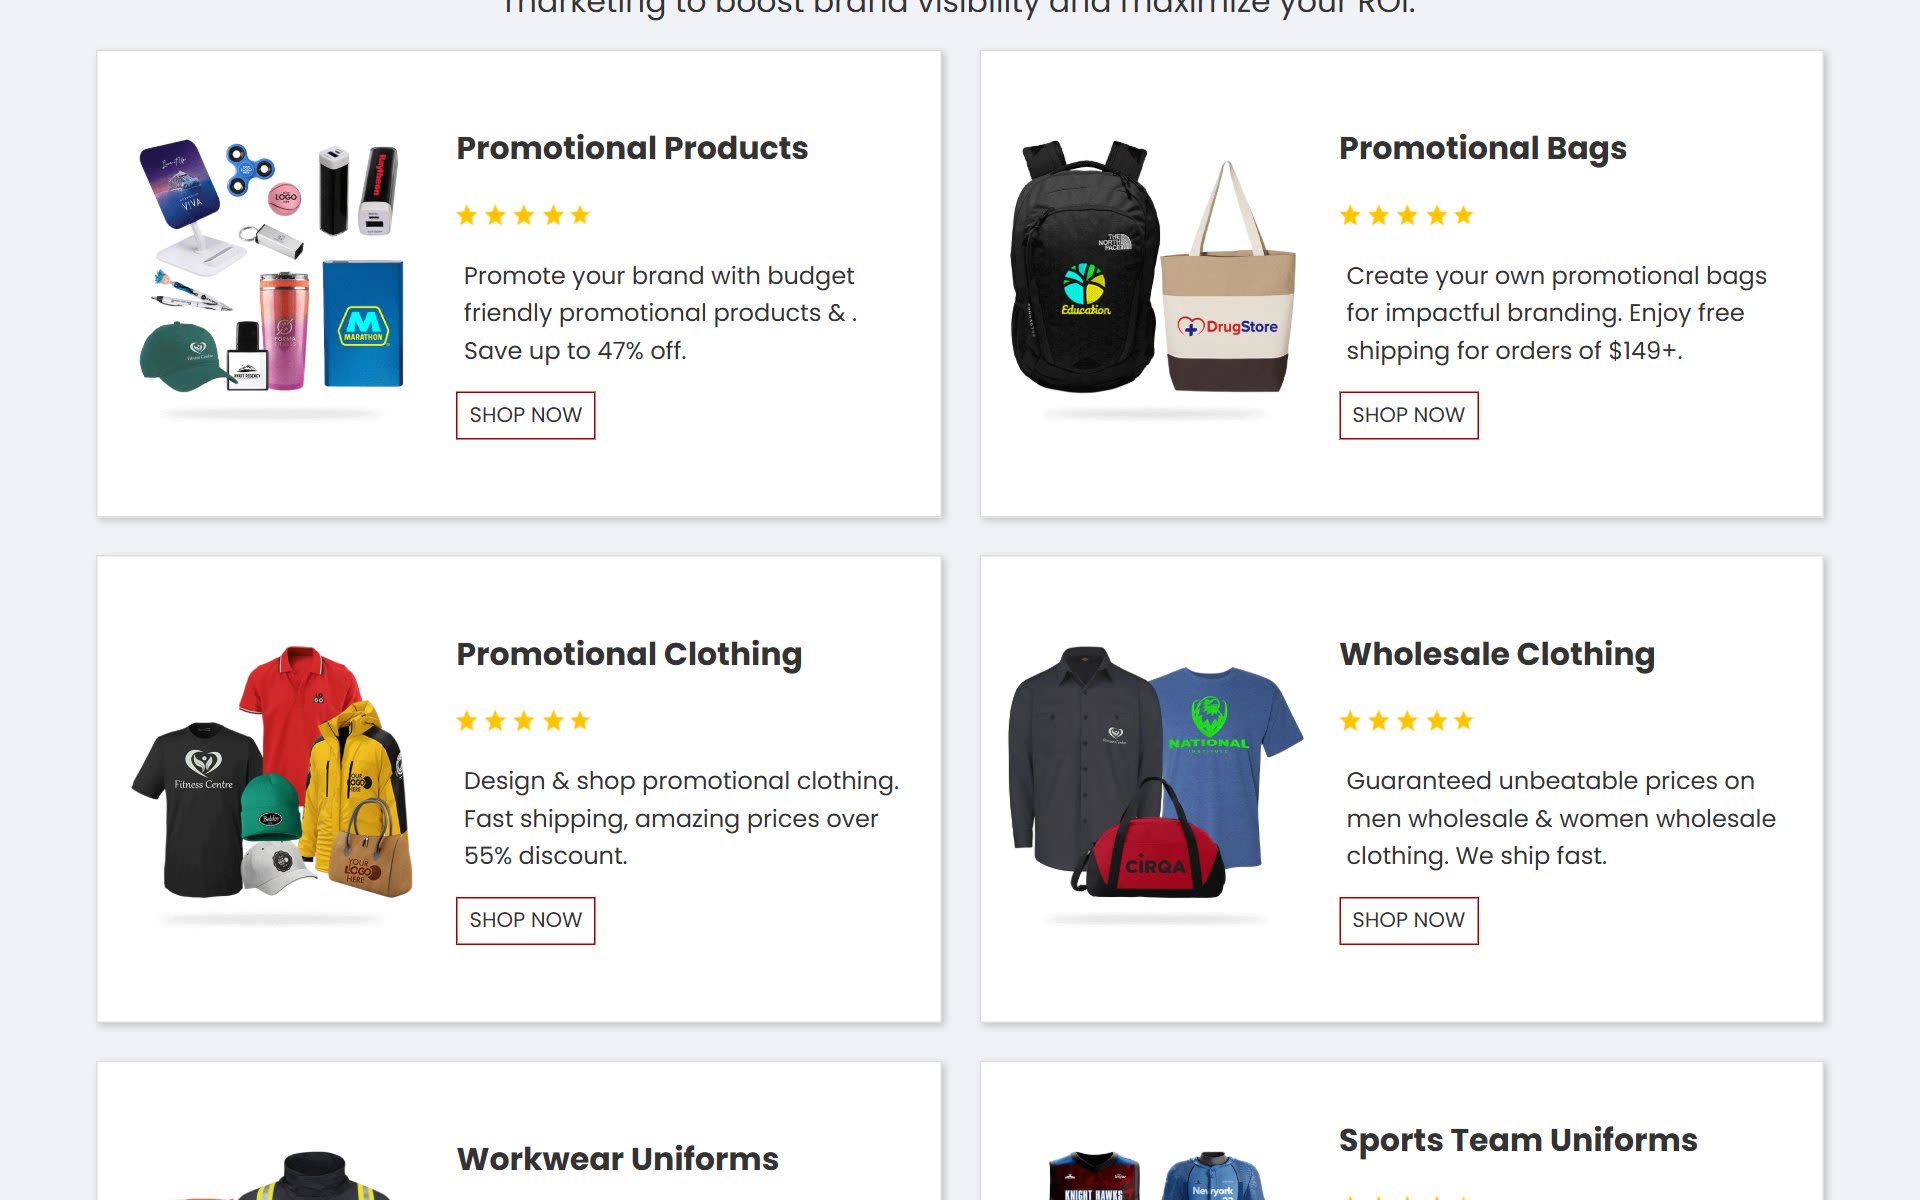 marketing to boost brand visibility and maximize your ROI.
Promotional Products
Promote your brand with budget
friendly promotional products & .
Save up to 47% off.
SHOP NOW
VIVA
LOGO
Raytheon
MARATHON
Promotional Bags
Create your own promotional bags
for impactful branding. Enjoy free
shipping for orders of $149+.
SHOP NOW
THE
NORTH
FACE
Education
DrugStore
Promotional Clothing
Design & shop promotional clothing.
Fast shipping, amazing prices over
55% discount.
SHOP NOW
Fitness Centre
YOUR
LOGO
HERE
YOUR
LOGO
HERE
Wholesale Clothing
Guaranteed unbeatable prices on
men wholesale & women wholesale
clothing. We ship fast.
SHOP NOW
NATIONAL
CIRQA
Workwear Uniforms
Sports Team Uniforms
KNIGHT HAWKS
Newyork